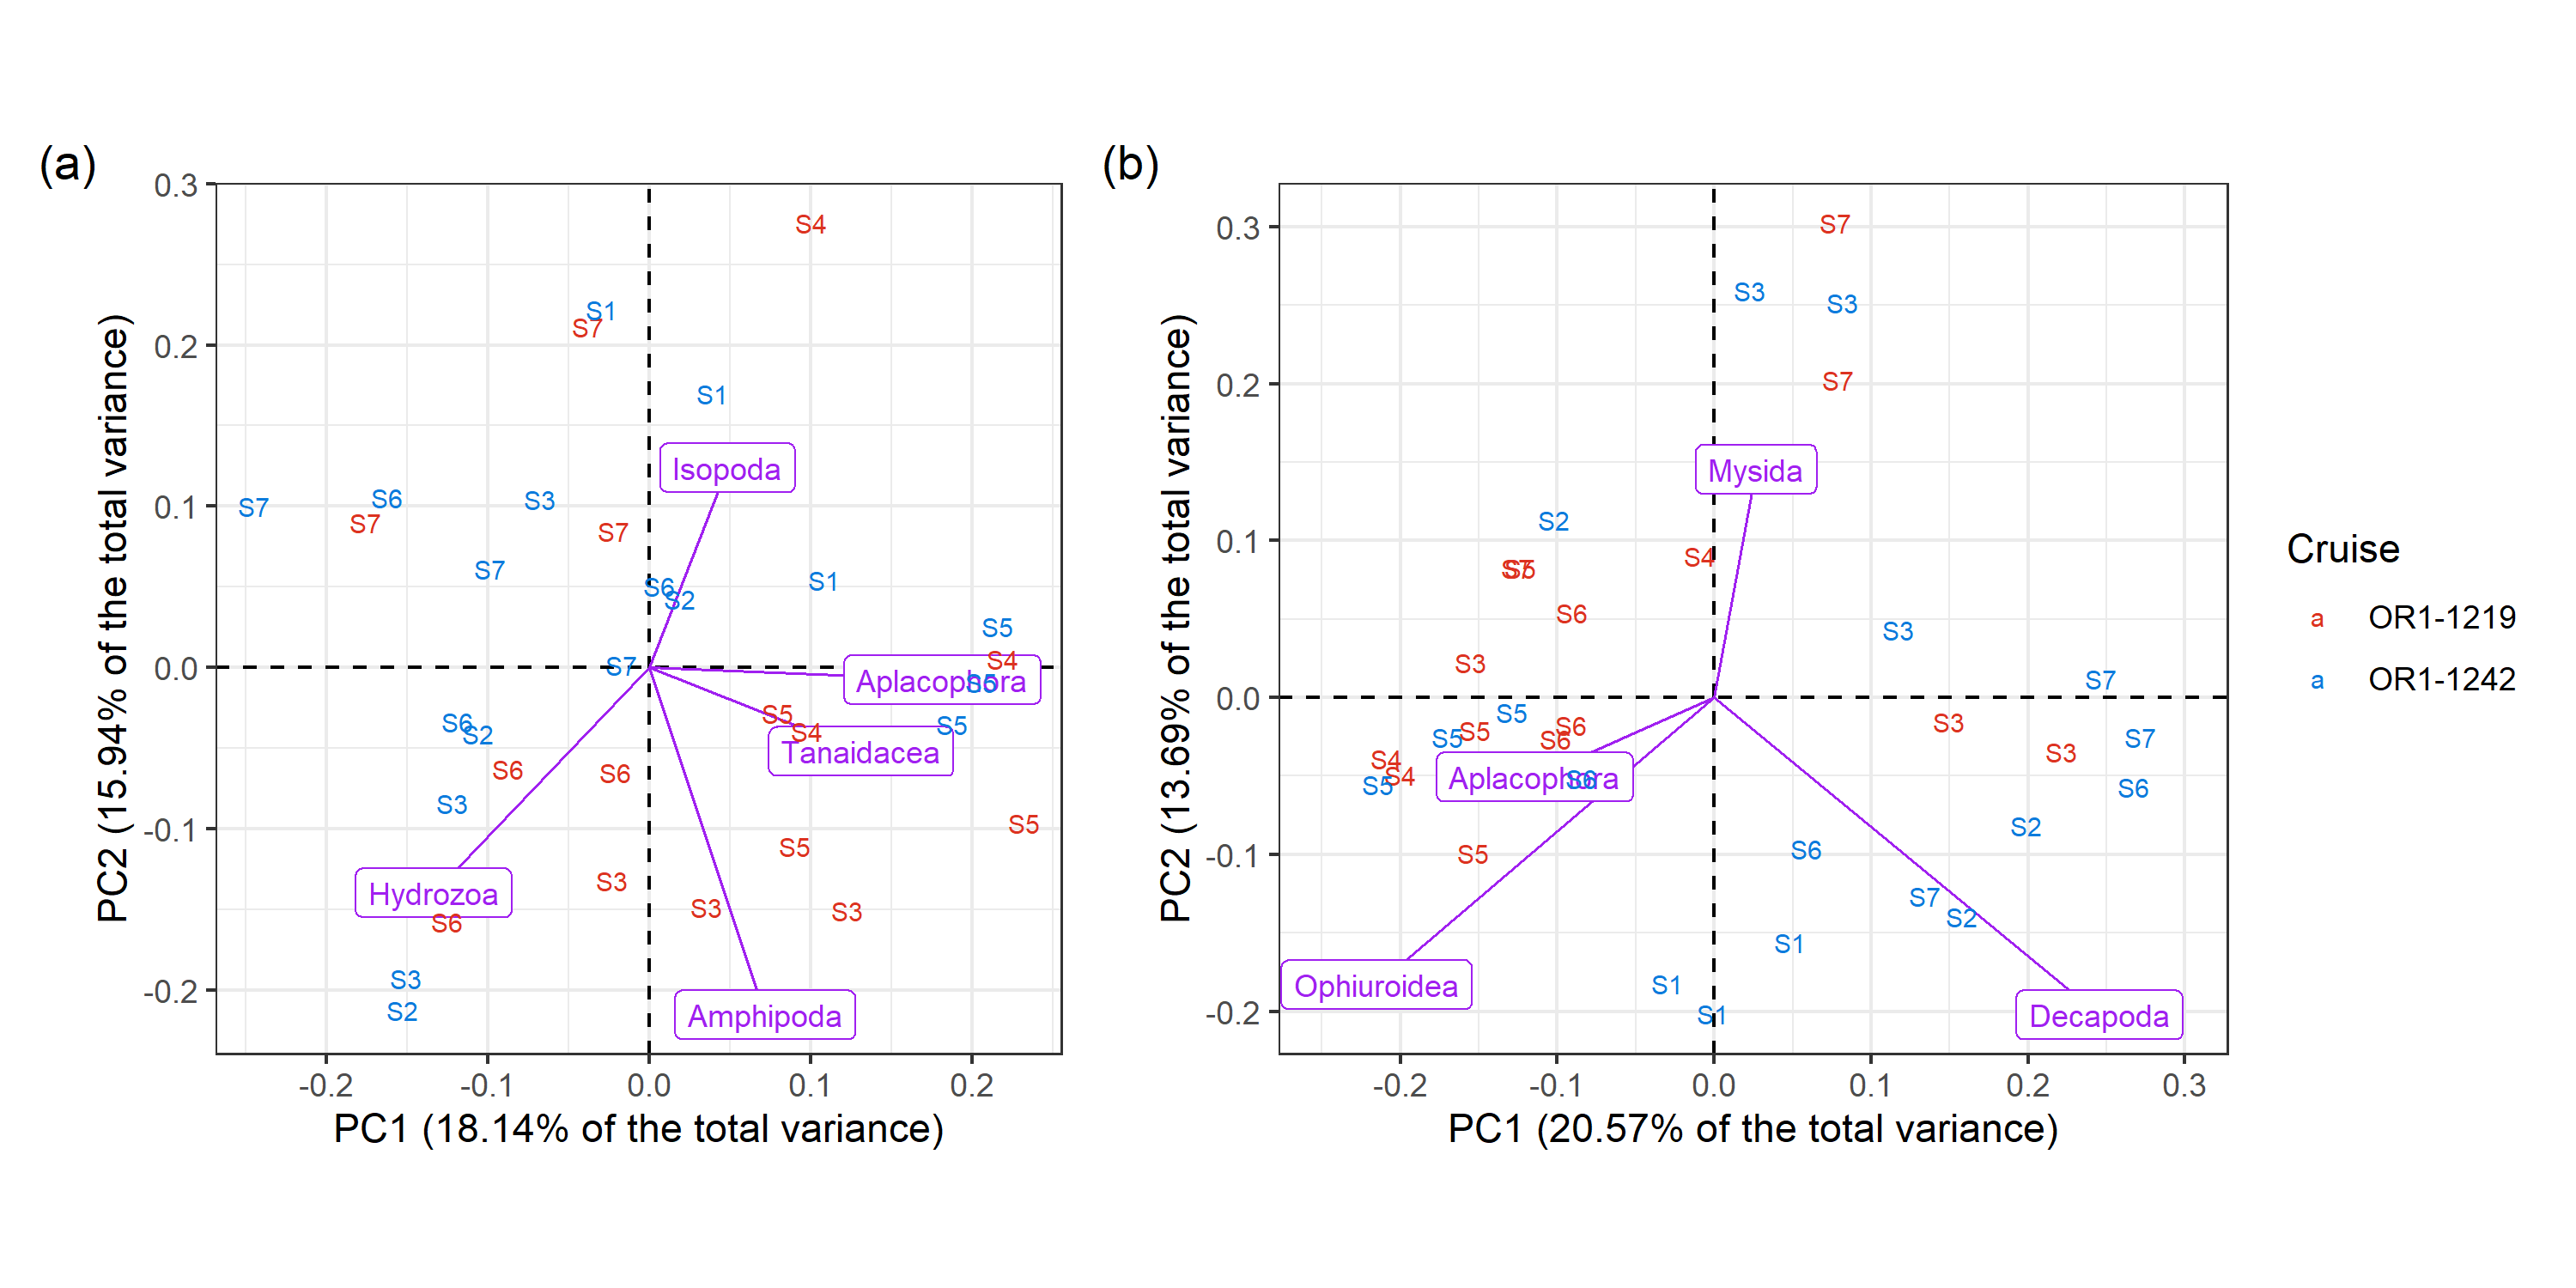 (a)
PC2 (15.94% of the total variance)
0.3
0.2
0.1
0.0
-0.1
-0.2
S4
S1
S7
S1
Isopoda
S7
S6
S3
S7
S7
S7
S6
S2
S1
S5
S7
S4
Aplacophora
S5
S5
S4
S5
Tanaidacea
S6
S2
S6
S6
S3
S5
S5
Hydrozoa
S3
S6
S3
S3
S3
S2
Amphipoda
-0.2 -0.1 0.0 0.1 0.2
PC1 (18.14% of the total variance)
(b)
PC2 (13.69% of the total variance)
0.3
0.2
0.1
0.0
-0.1
-0.2
S7
S3
S3
S7
Mysida
S2
S4
S7
S6
S3
S3
S7
S5
S6
S3
S5
S5
S6
S7
S3
S4
S4
S5
Aplacophora
S6
S6
S2
S6
S5
S7
S2
S1
Ophiuroidea
S1
S1
Decapoda
-0.2 -0.1 0.0 0.1 0.2 0.3
PC1 (20.57% of the total variance)
Cruise
a OR1-1219
a OR1-1242